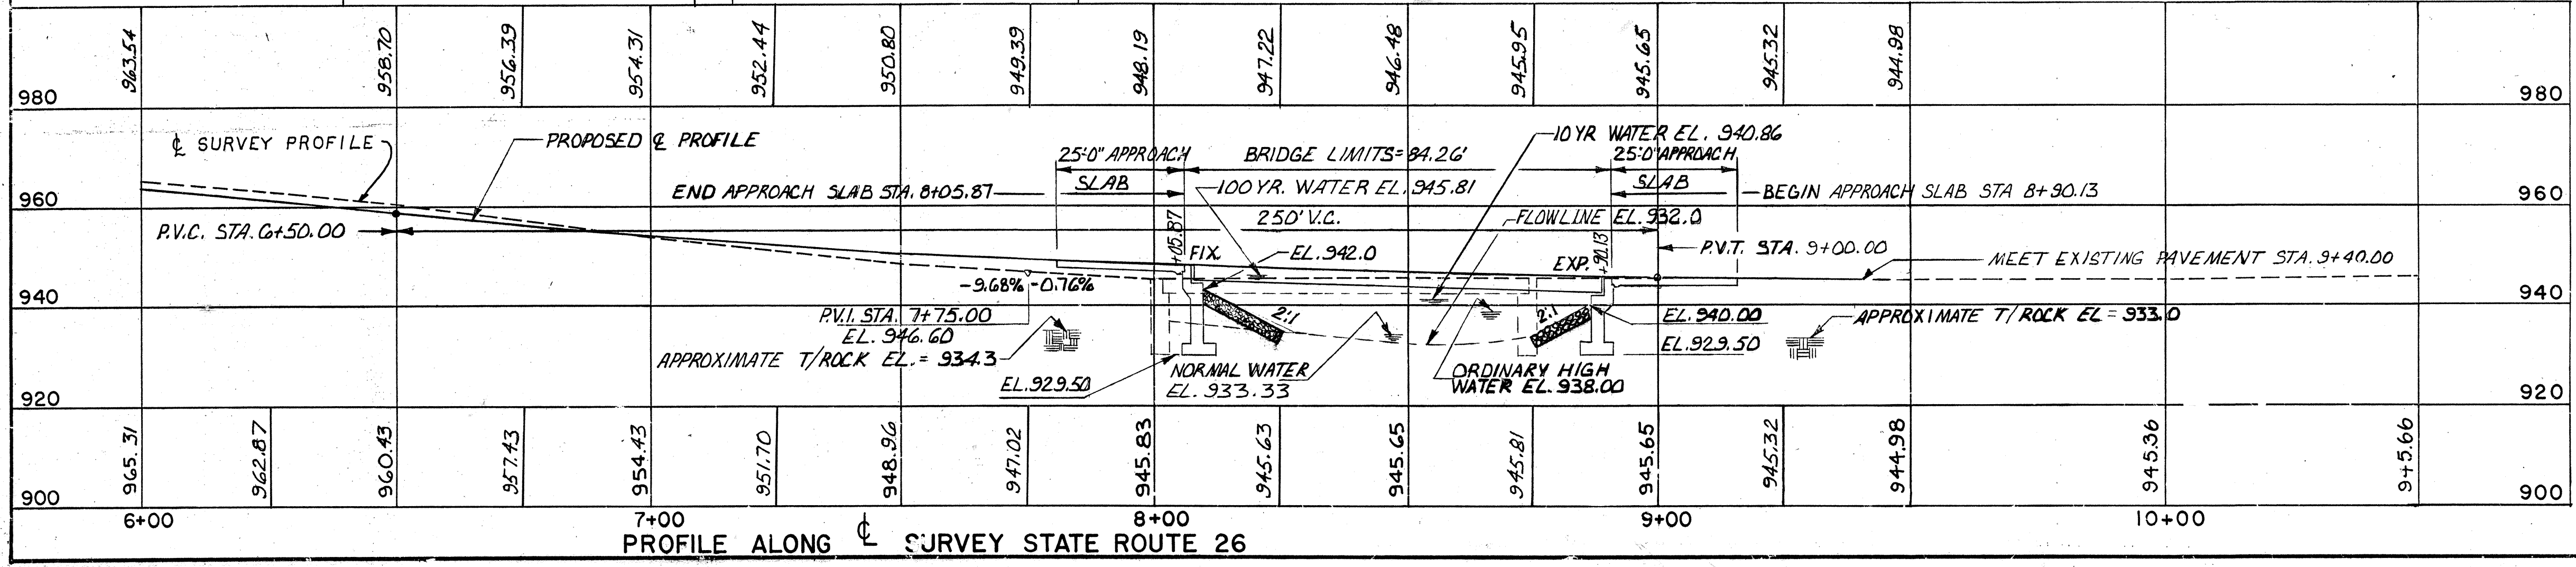 963.54
958.70
956.39
954.31
952.44
950.80
949.39
948.19
947.22
946.48
945.95
945.65
945.32
944.98
980
980
℄ SURVEY PROFILE
PROPOSED ℄ PROFILE
25'0" APPROACH
SLAB
BRIDGE LIMITS=84.26'
10 YR WATER EL. 940.86
25'0" APPROACH
SLAB
END APPROACH SLAB STA. 8+05.87
100 YR. WATER EL. 945.81
BEGIN APPROACH SLAB STA 8+90.13
960
960
P.V.C. STA. 6+50.00
250' V.C.
FLOWLINE EL. 932.0
+05.87
FIX.
EL. 942.0
EXP.
+90.13
P.V.T. STA. 9+00.00
MEET EXISTING PAVEMENT STA. 9+40.00
-9.68%
-0.76%
940
940
P.V.I. STA. 7+75.00
EL. 946.60
2:1
2:1
EL. 940.00
APPROXIMATE T/ROCK EL = 933.0
APPROXIMATE T/ROCK EL. = 934.3
EL. 929.50
EL. 929.50
NORMAL WATER
EL. 933.33
ORDINARY HIGH
WATER EL. 938.00
920
920
965.31
962.87
960.43
957.43
954.43
951.70
948.96
947.02
945.83
945.63
945.65
945.81
945.65
945.32
944.98
945.36
945.66
900
900
6+00
7+00
8+00
9+00
10+00
PROFILE ALONG ℄ SURVEY STATE ROUTE 26